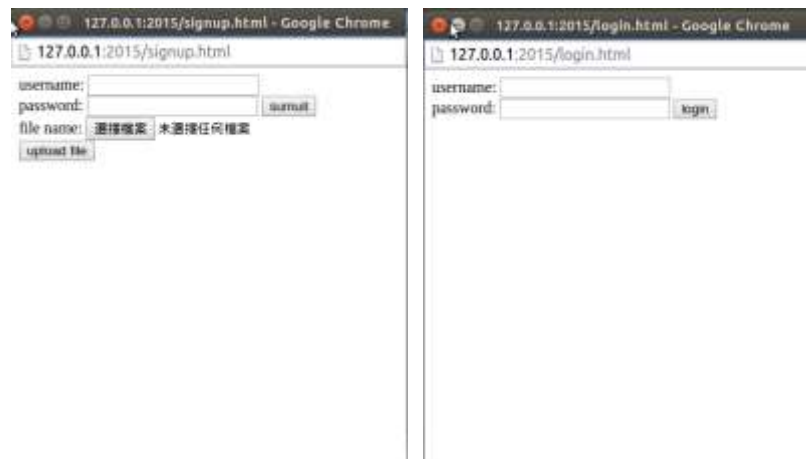 127.0.0.1:2015/signup.html - Google Chrome
127.0.0.1:2015/signup.html
username:
password:
sumuit
file name: 選擇檔案 未選擇任何檔案
upload file
127.0.0.1:2015/login.html - Google Chrome
127.0.0.1:2015/login.html
username:
password:
login